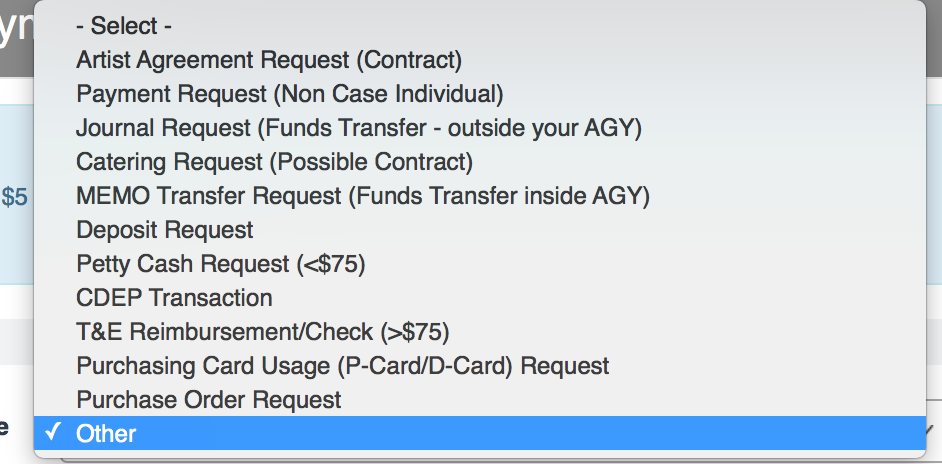 - Select -
Artist Agreement Request (Contract)
Payment Request (Non Case Individual)
Journal Request (Funds Transfer - outside your AGY)
Catering Request (Possible Contract)
MEMO Transfer Request (Funds Transfer inside AGY)
$5
Deposit Request
Petty Cash Request (<$75)
CDEP Transaction
T&E Reimbursement/Check (>$75)
Purchasing Card Usage (P-Card/D-Card) Request
Purchase Order Request
✓ Other